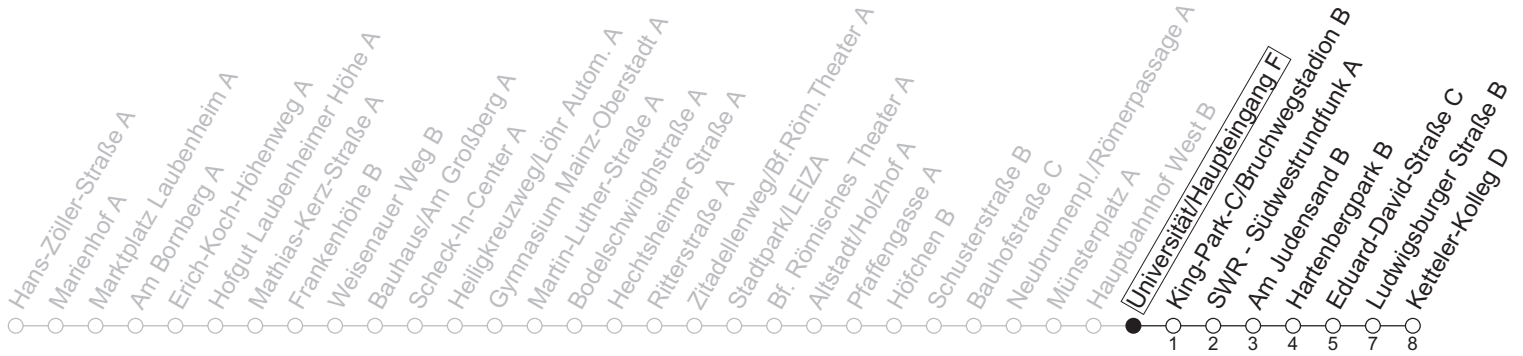 Hans-Zöller-Straße A
Marienhof A
Marktplatz Laubenheim A
Am Bornberg A
Erich-Koch-Höhenweg A
Hofgut Laubenheimer Höhe A
Mathias-Kerz-Straße A
Frankenhöhe B
Weisenauer Weg B
Bauhaus/Am Großberg A
Scheck-In-Center A
Heiligkreuzweg/Löhr Autom. A
Gymnasium Mainz-Oberstadt A
Martin-Luther-Straße A
Bodelschwinghstraße A
Hechtsheimer Straße A
Ritterstraße A
Zitadellenweg/Bf.Röm.Theater A
Stadtpark/LEIZA
Bf. Römisches Theater A
Altstadt/Holzhof A
Pfaffengasse A
Höfchen B
Schusterstraße B
Bauhofstraße C
Neubrunnenpl./Römerpassage A
Münsterplatz A
Hauptbahnhof West B
Universität/Haupteingang F
King-Park-C/Bruchwegstadion B
SWR - Südwestrundfunk A
Am Judensand B
Hartenbergpark B
Eduard-David-Straße C
Ludwigsburger Straße B
Ketteler-Kolleg D
1 2 3 4 5 7 8